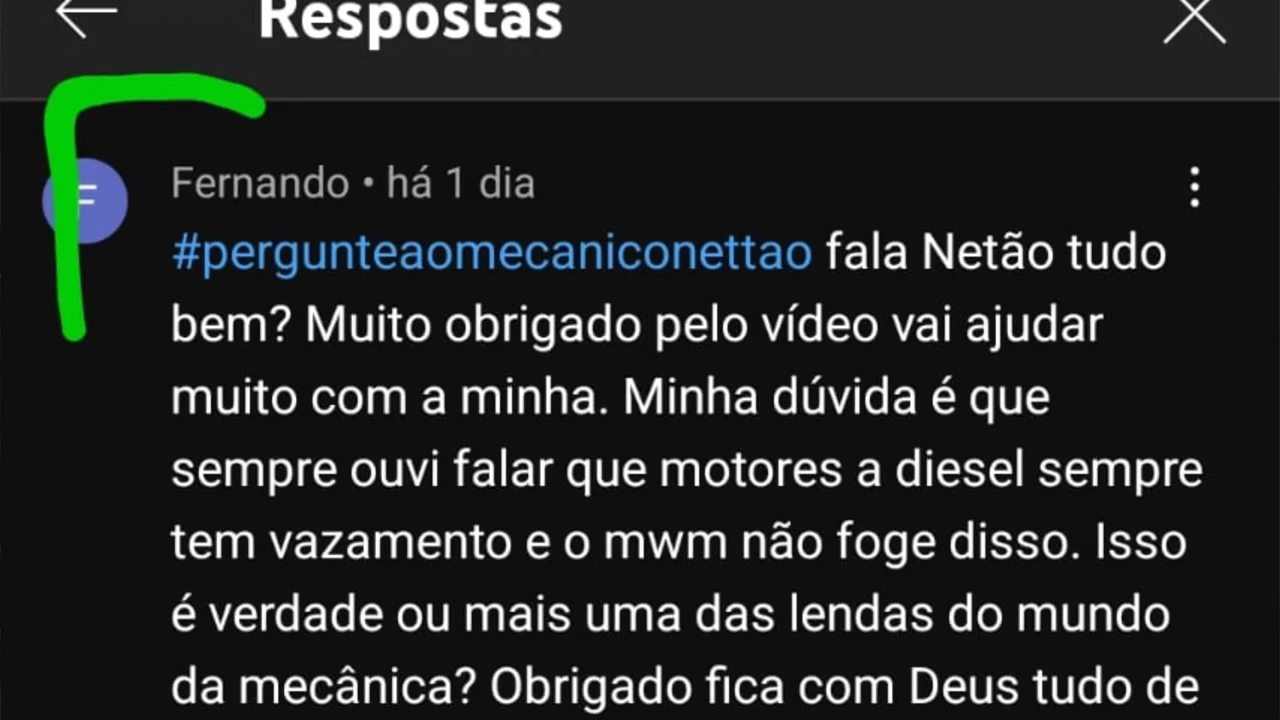 Respostas
F
Fernando • há 1 dia
#pergunteaomecaniconettao fala Netão tudo
bem? Muito obrigado pelo vídeo vai ajudar
muito com a minha. Minha dúvida é que
sempre ouvi falar que motores a diesel sempre
tem vazamento e o mwm não foge disso. Isso
é verdade ou mais uma das lendas do mundo
da mecânica? Obrigado fica com Deus tudo de